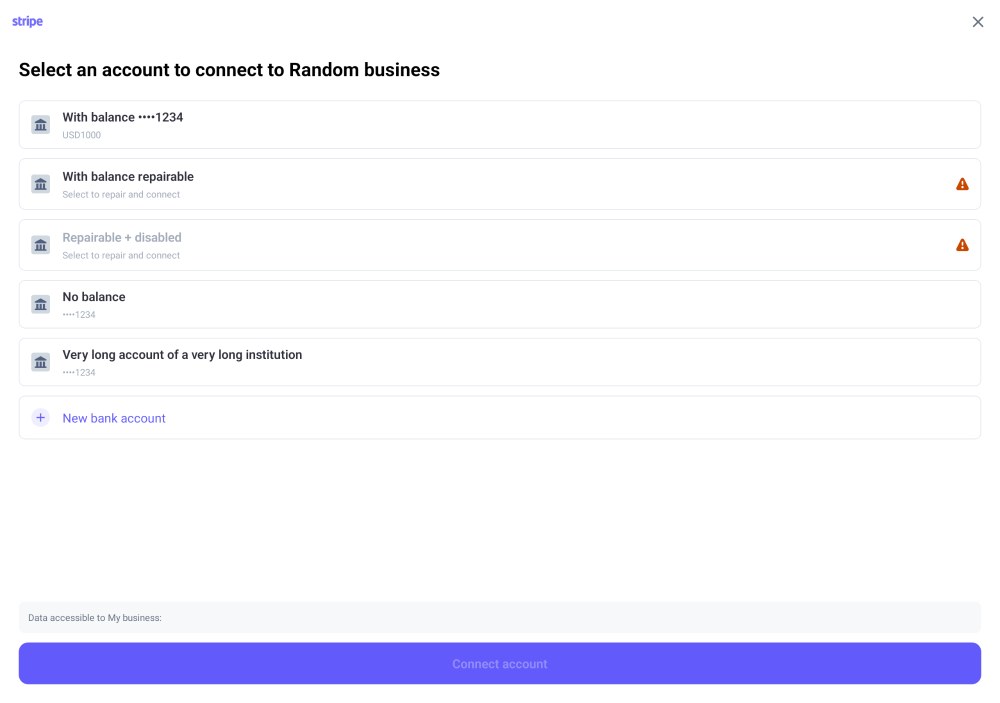 stripe
Select an account to connect to Random business
With balance ••••1234
USD1000
With balance repairable
Select to repair and connect
Repairable + disabled
Select to repair and connect
No balance
••••1234
Very long account of a very long institution
••••1234
New bank account
Data accessible to My business:
Connect account